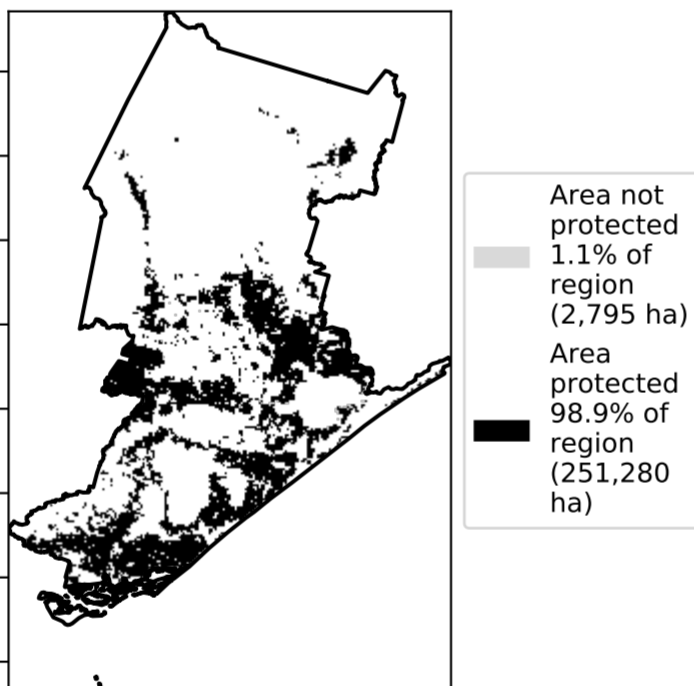 Area not
protected
1.1% of
region
(2,795 ha)
Area
protected
98.9% of
region
(251,280
ha)